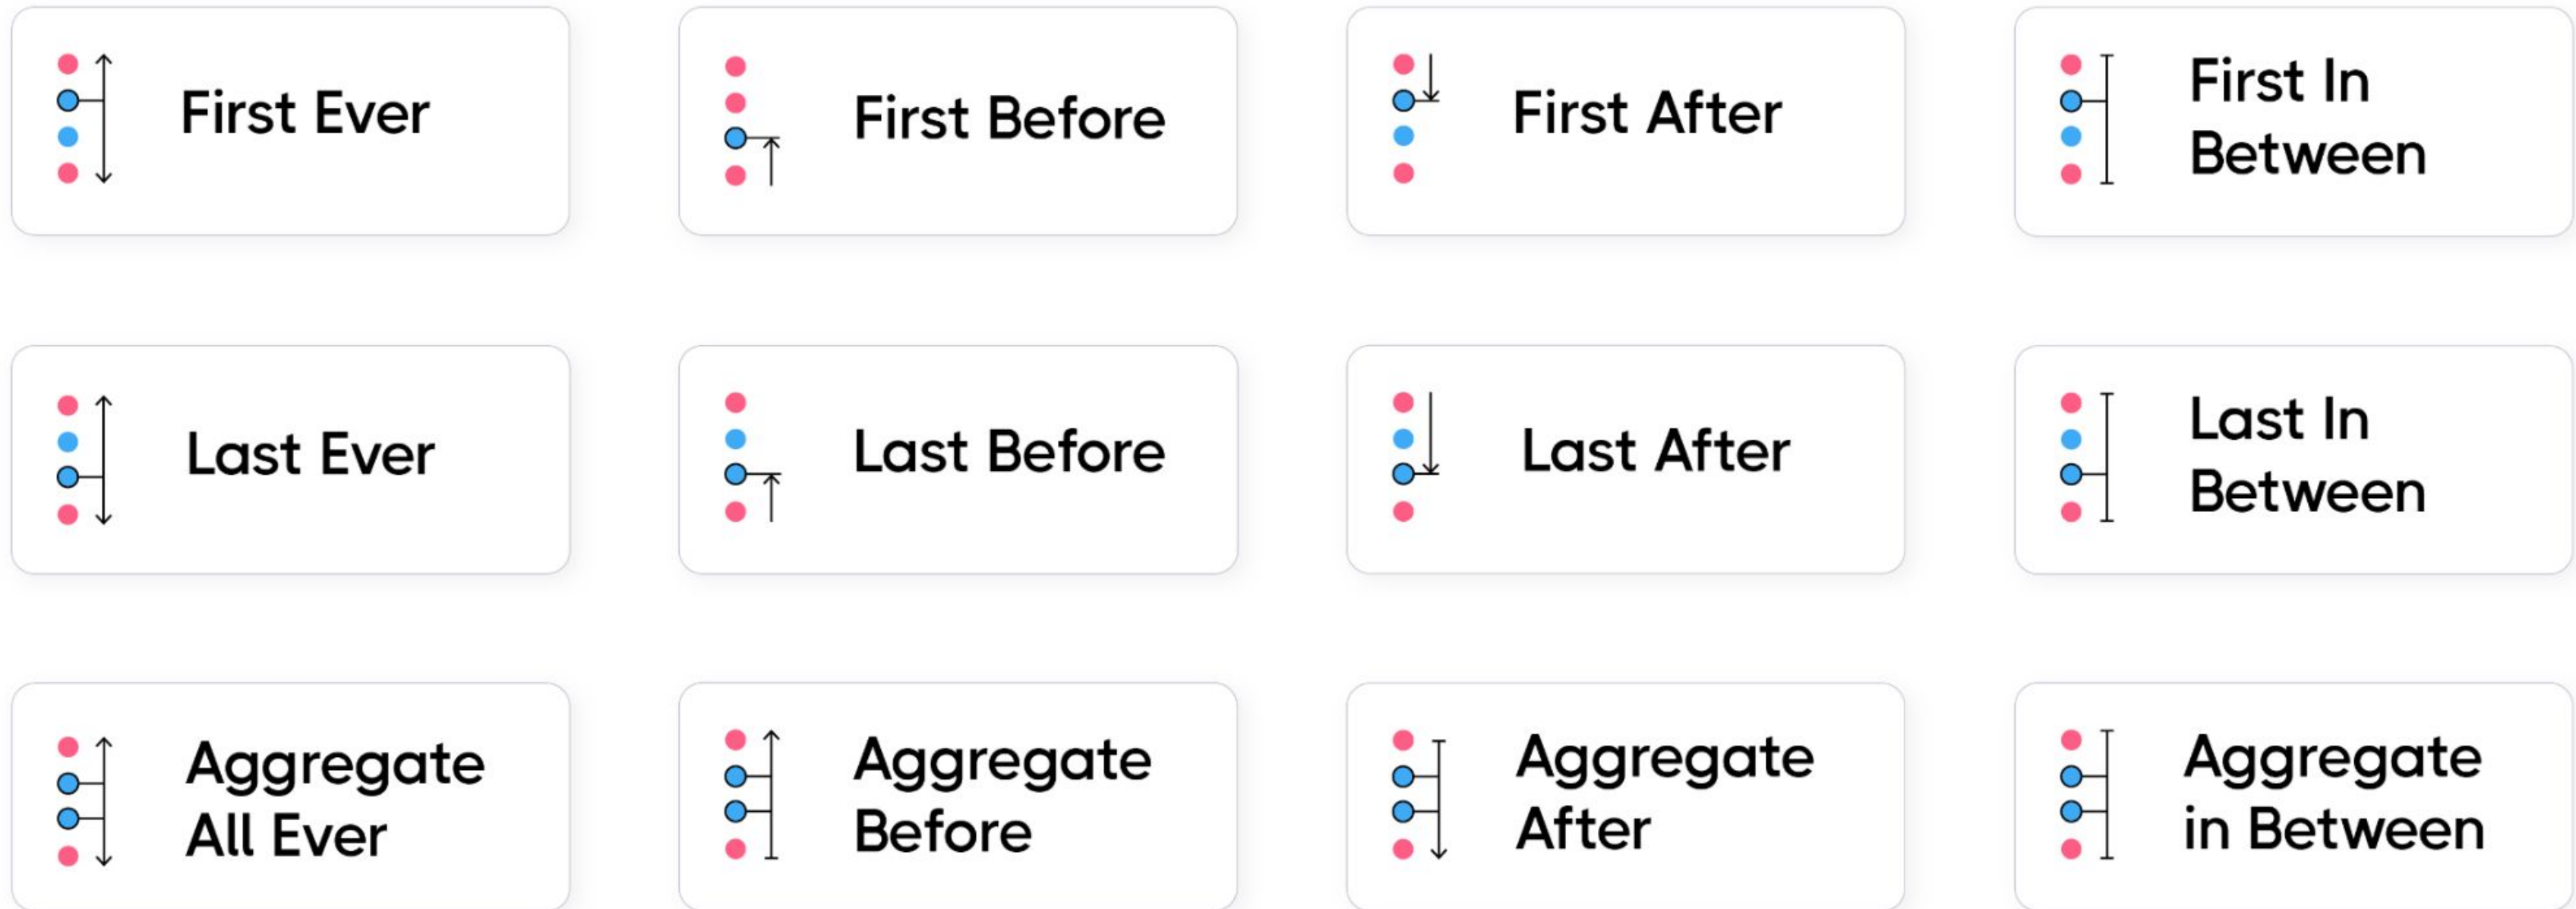 First Ever
First Before
First After
First In
Between
Last Ever
Last Before
Last After
Last In
Between
Aggregate
All Ever
Aggregate
Before
Aggregate
After
Aggregate
in Between